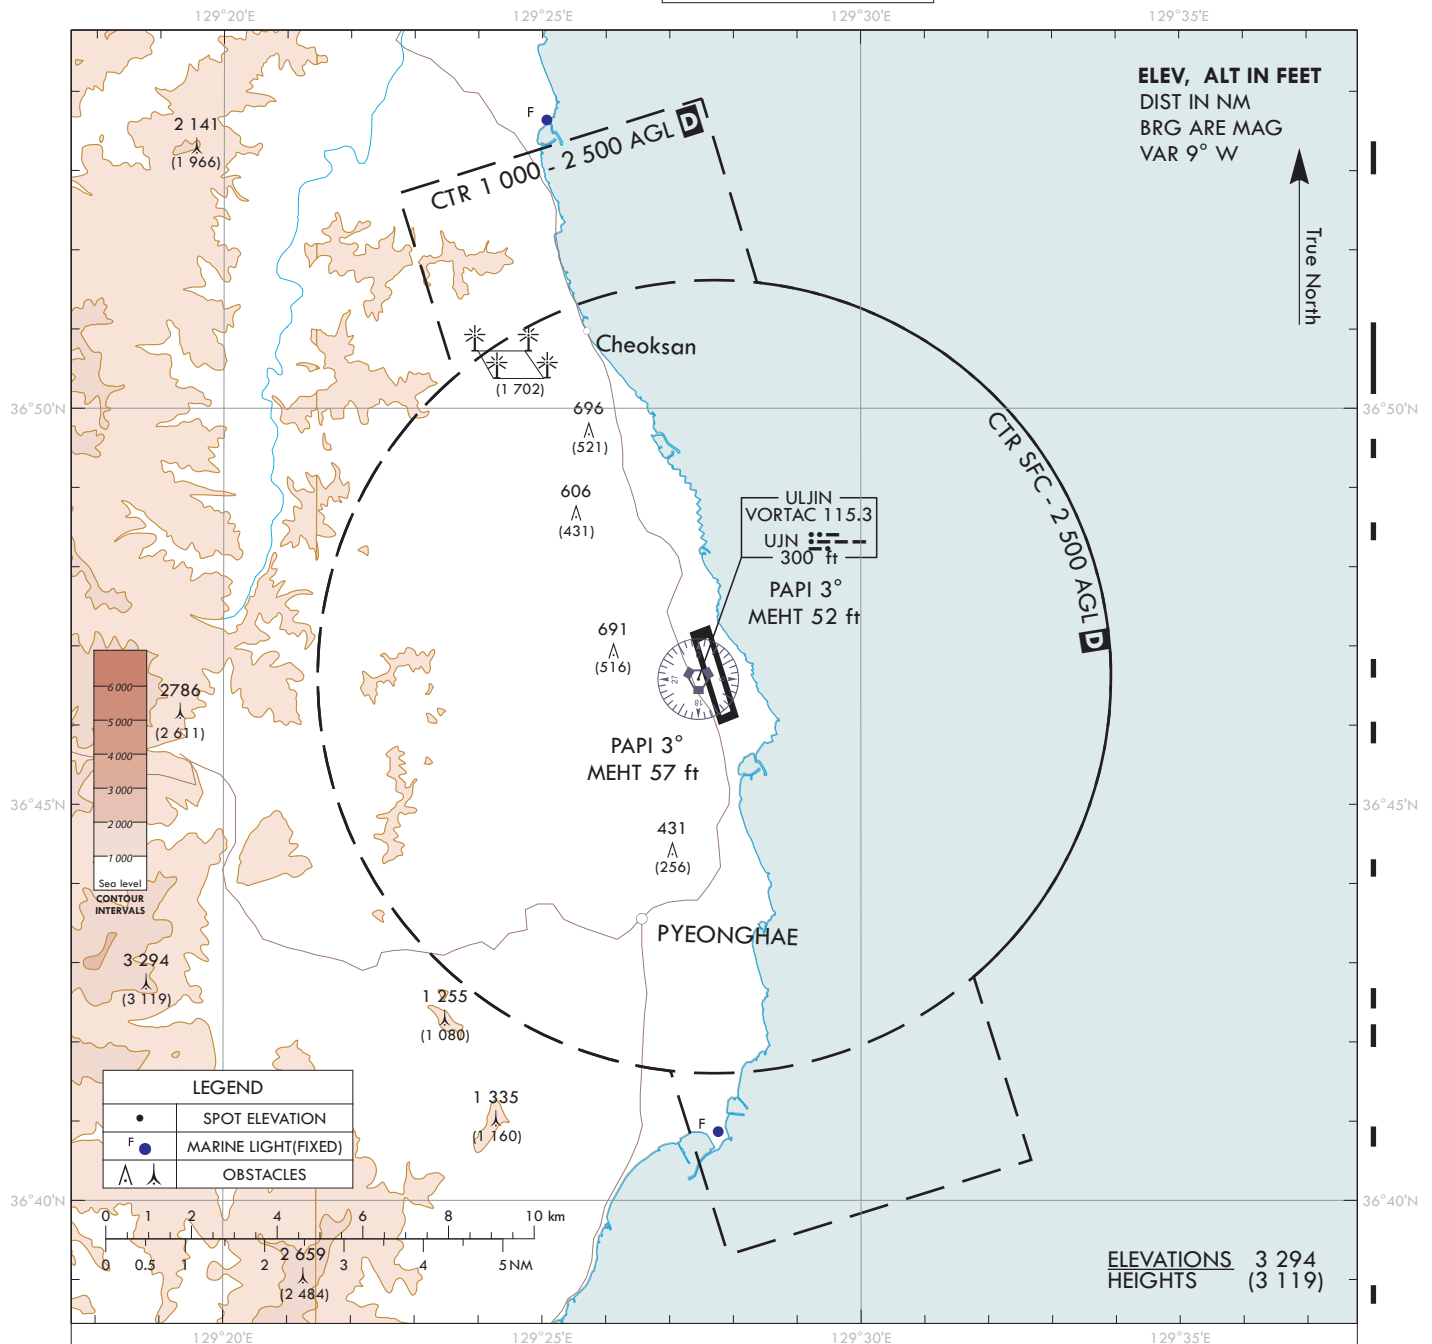 129°20'E
129°25'E
129°30'E
129°35'E
ELEV, ALT IN FEET
DIST IN NM
BRG ARE MAG
VAR 9° W
True North
2 141
(1 966)
F
CTR 1 000 - 2 500 AGL D
Cheoksan
(1 702)
36°50'N
36°50'N
696
(521)
606
(431)
CTR SFC - 2 500 AGL D
ULJIN
VORTAC 115.3
UJN
300 ft
PAPI 3°
MEHT 52 ft
691
(516)
27
18
2786
(2 611)
PAPI 3°
MEHT 57 ft
6 000
5 000
4 000
3 000
2 000
1 000
Sea level
CONTOUR
INTERVALS
36°45'N
36°45'N
431
(256)
PYEONGHAE
3 294
(3 119)
1 255
(1 080)
1 335
(1 160)
F
LEGEND
SPOT ELEVATION
F MARINE LIGHT(FIXED)
OBSTACLES
36°40'N
36°40'N
0 1 2 4 6 8 10 km
0 0.5 1 2 3 4 5 NM
2 659
(2 484)
ELEVATIONS 3 294
HEIGHTS (3 119)
129°20'E
129°25'E
129°30'E
129°35'E